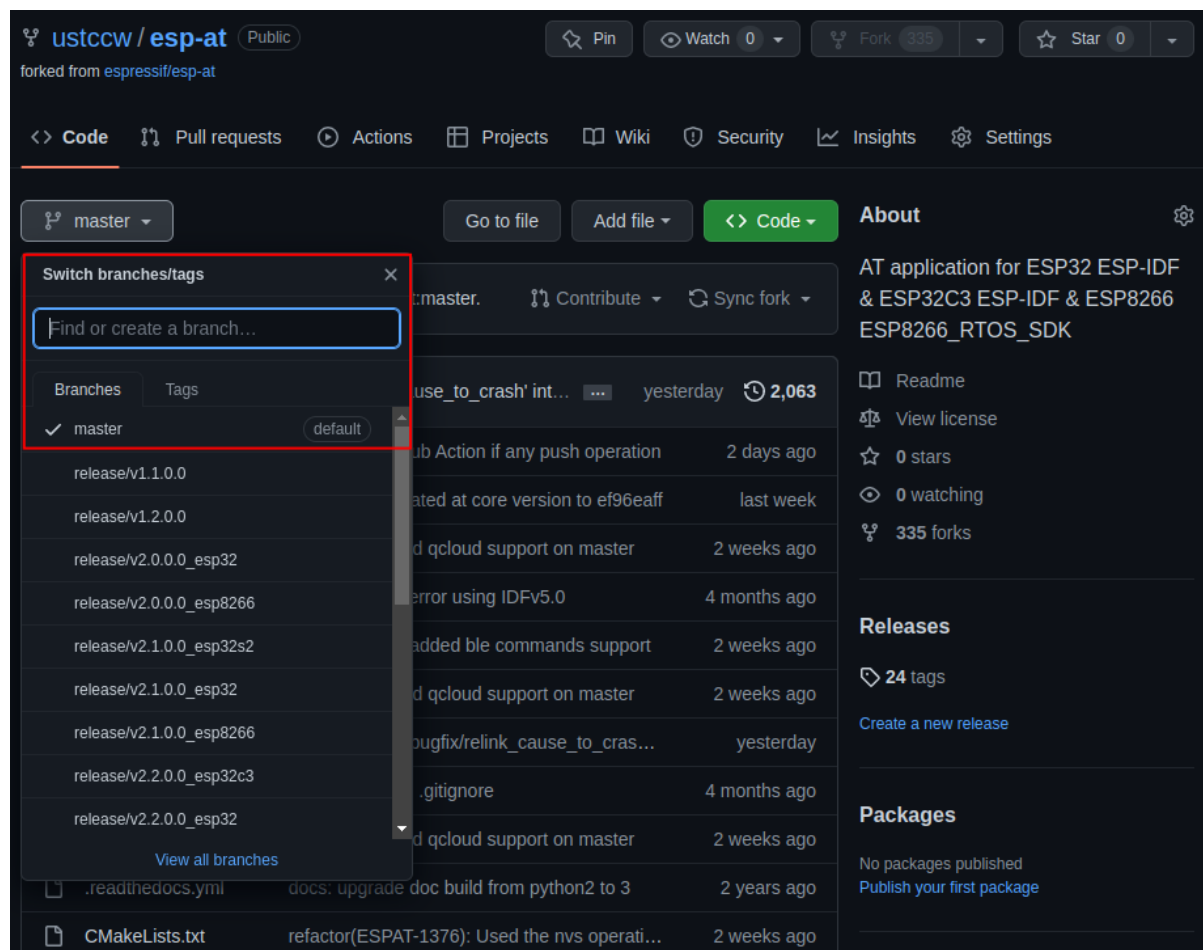 ustccw / esp-at Public
Pin
Watch 0
Fork 335
Star 0
forked from espressif/esp-at
Code
Pull requests
Actions
Projects
Wiki
Security
Insights
Settings
master
Go to file
Add file
Code
Switch branches/tags
Find or create a branch…
Branches
Tags
master default
release/v1.1.0.0
release/v1.2.0.0
release/v2.0.0.0_esp32
release/v2.0.0.0_esp8266
release/v2.1.0.0_esp32s2
release/v2.1.0.0_esp32
release/v2.1.0.0_esp8266
release/v2.2.0.0_esp32c3
release/v2.2.0.0_esp32
View all branches
:master.
Contribute
Sync fork
use_to_crash' int… ... yesterday 2,063
ub Action if any push operation 2 days ago
ated at core version to ef96eaff last week
d qcloud support on master 2 weeks ago
error using IDFv5.0 4 months ago
added ble commands support 2 weeks ago
d qcloud support on master 2 weeks ago
bugfix/relink_cause_to_cras… yesterday
.gitignore 4 months ago
d qcloud support on master 2 weeks ago
.readthedocs.yml docs: upgrade doc build from python2 to 3 2 years ago
CMakeLists.txt refactor(ESPAT-1376): Used the nvs operati… 2 weeks ago
About
AT application for ESP32 ESP-IDF
& ESP32C3 ESP-IDF & ESP8266
ESP8266_RTOS_SDK
Readme
View license
0 stars
0 watching
335 forks
Releases
24 tags
Create a new release
Packages
No packages published
Publish your first package